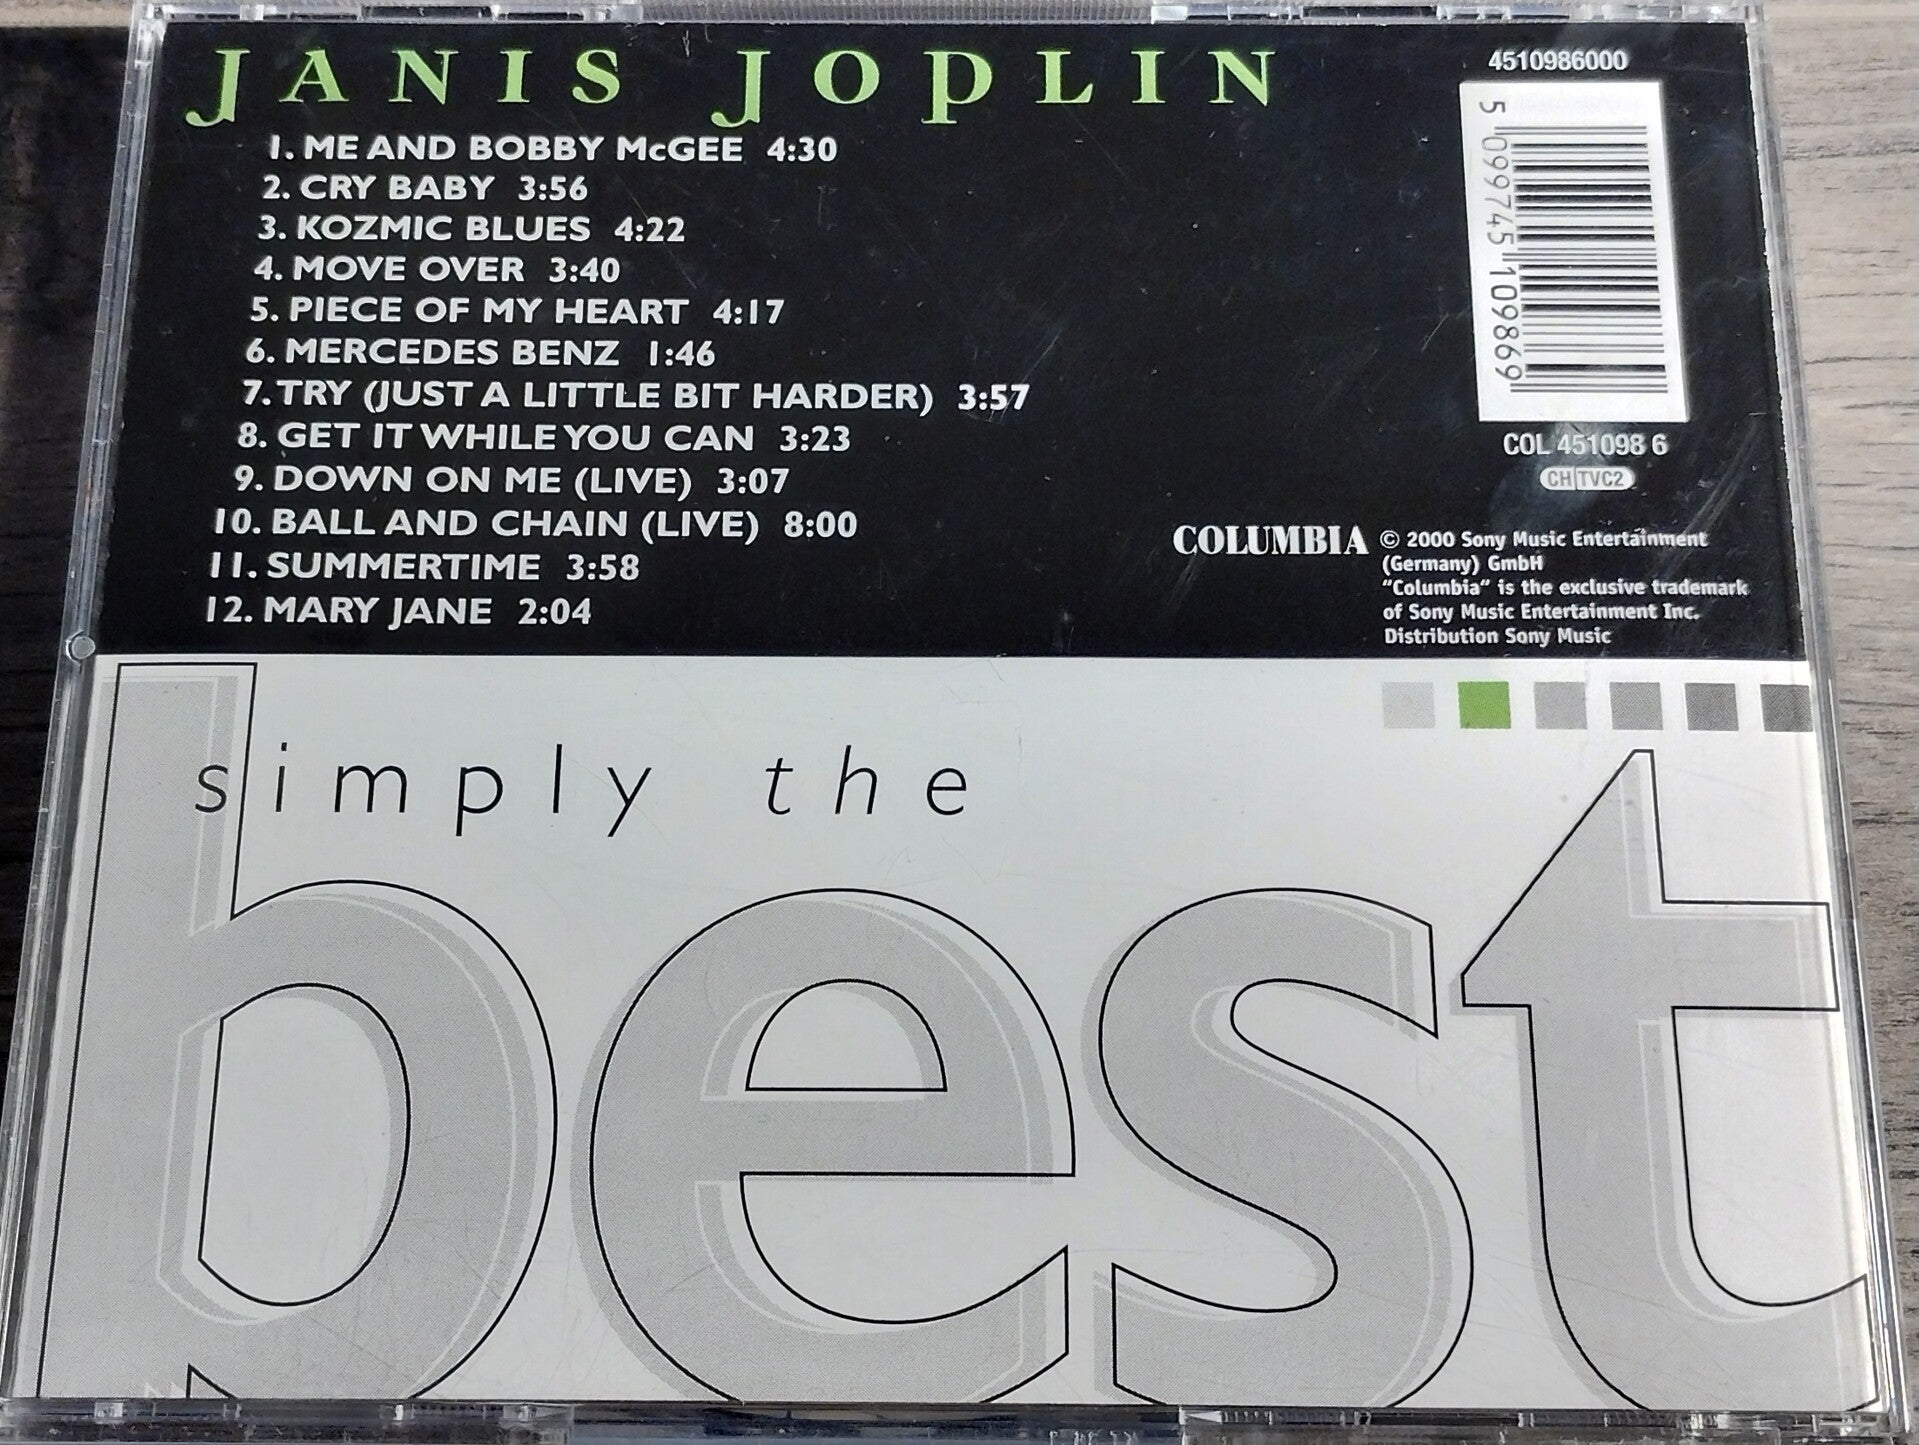 JANIS JOPLIN
1. ME AND BOBBY McGEE 4:30
2. CRY BABY 3:56
3. KOZMIC BLUES 4:22
4. MOVE OVER 3:40
5. PIECE OF MY HEART 4:17
6. MERCEDES BENZ 1:46
7. TRY (JUST A LITTLE BIT HARDER) 3:57
8. GET IT WHILE YOU CAN 3:23
9. DOWN ON ME (LIVE) 3:07
10. BALL AND CHAIN (LIVE) 8:00
11. SUMMERTIME 3:58
12. MARY JANE 2:04
4510986000
5 099745 109869
COL 451098 6
CH TVC2
COLUMBIA © 2000 Sony Music Entertainment
(Germany) GmbH
"Columbia" is the exclusive trademark
of Sony Music Entertainment Inc.
Distribution Sony Music
simply the
best